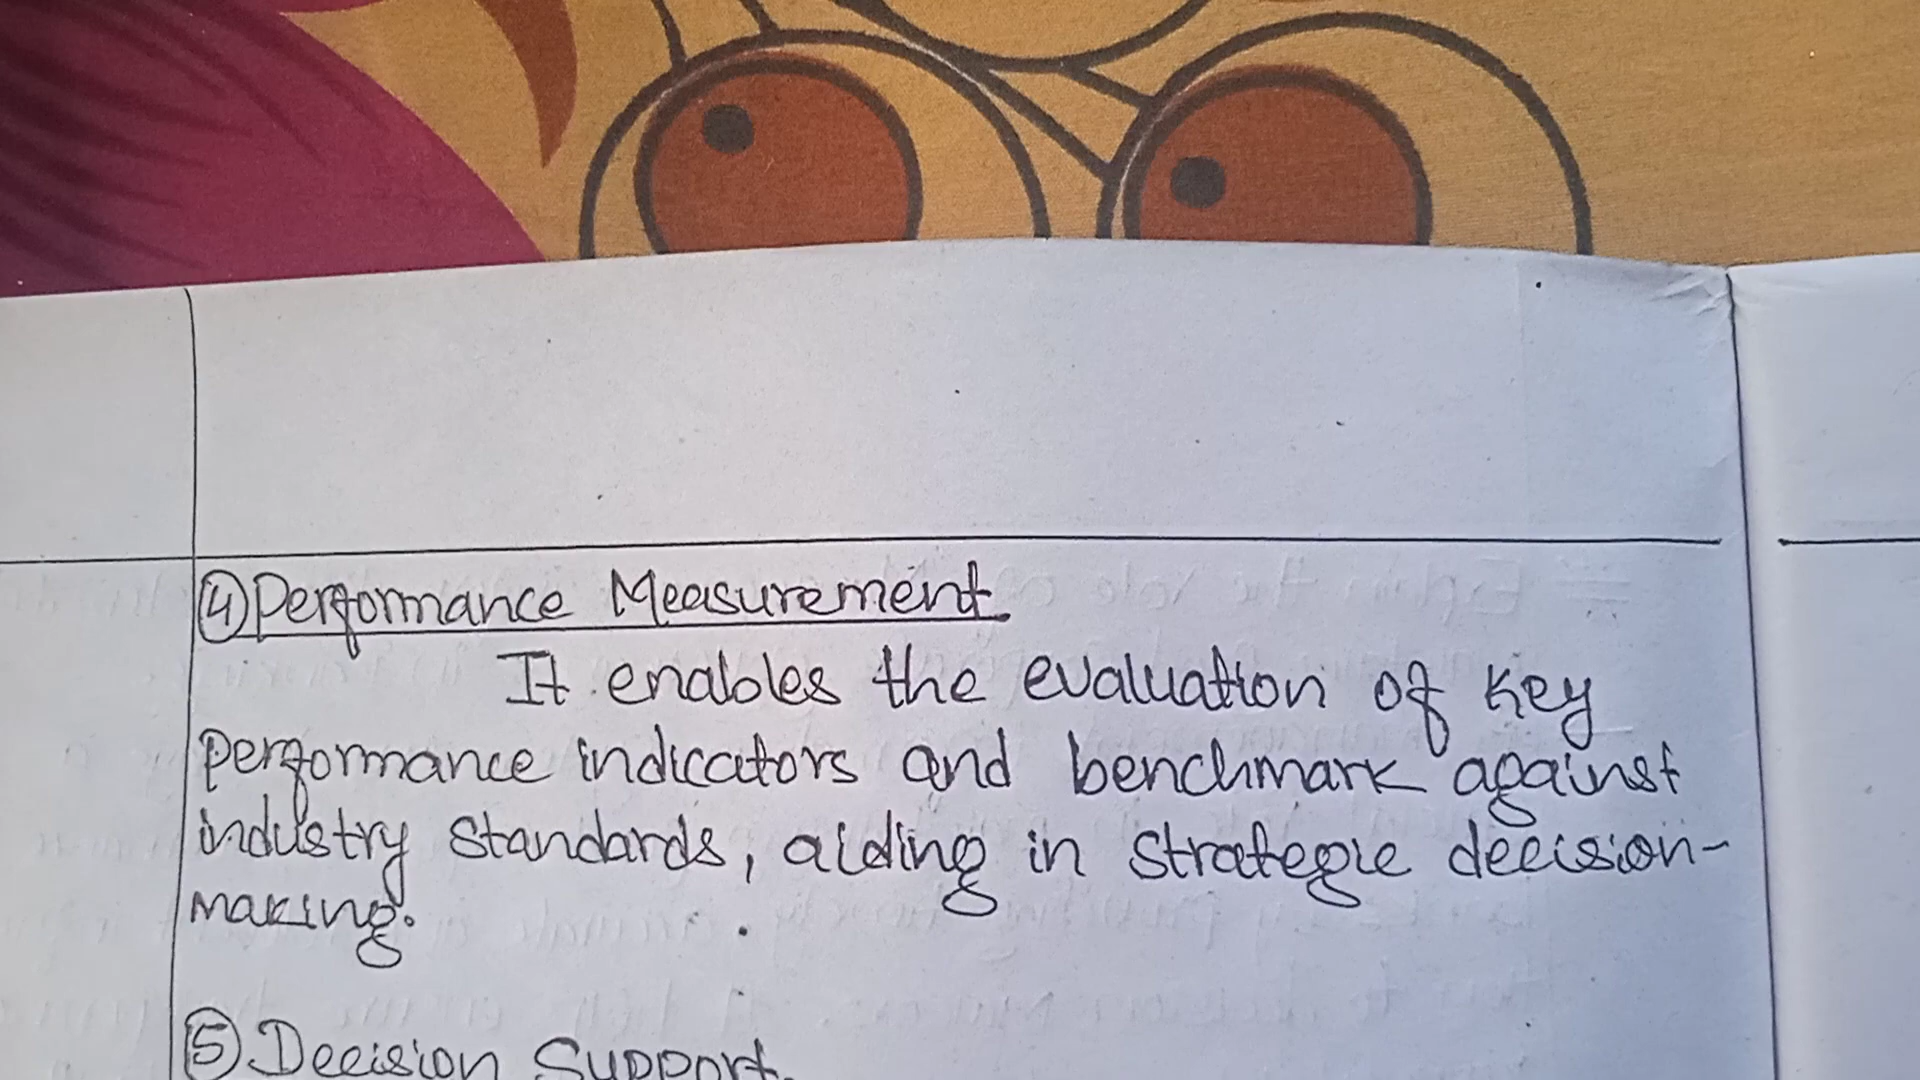 ④ Performance Measurement
It enables the evaluation of key
performance indicators and benchmark against
industry standards, aiding in strategic decision-
making.
⑤ Decision Support